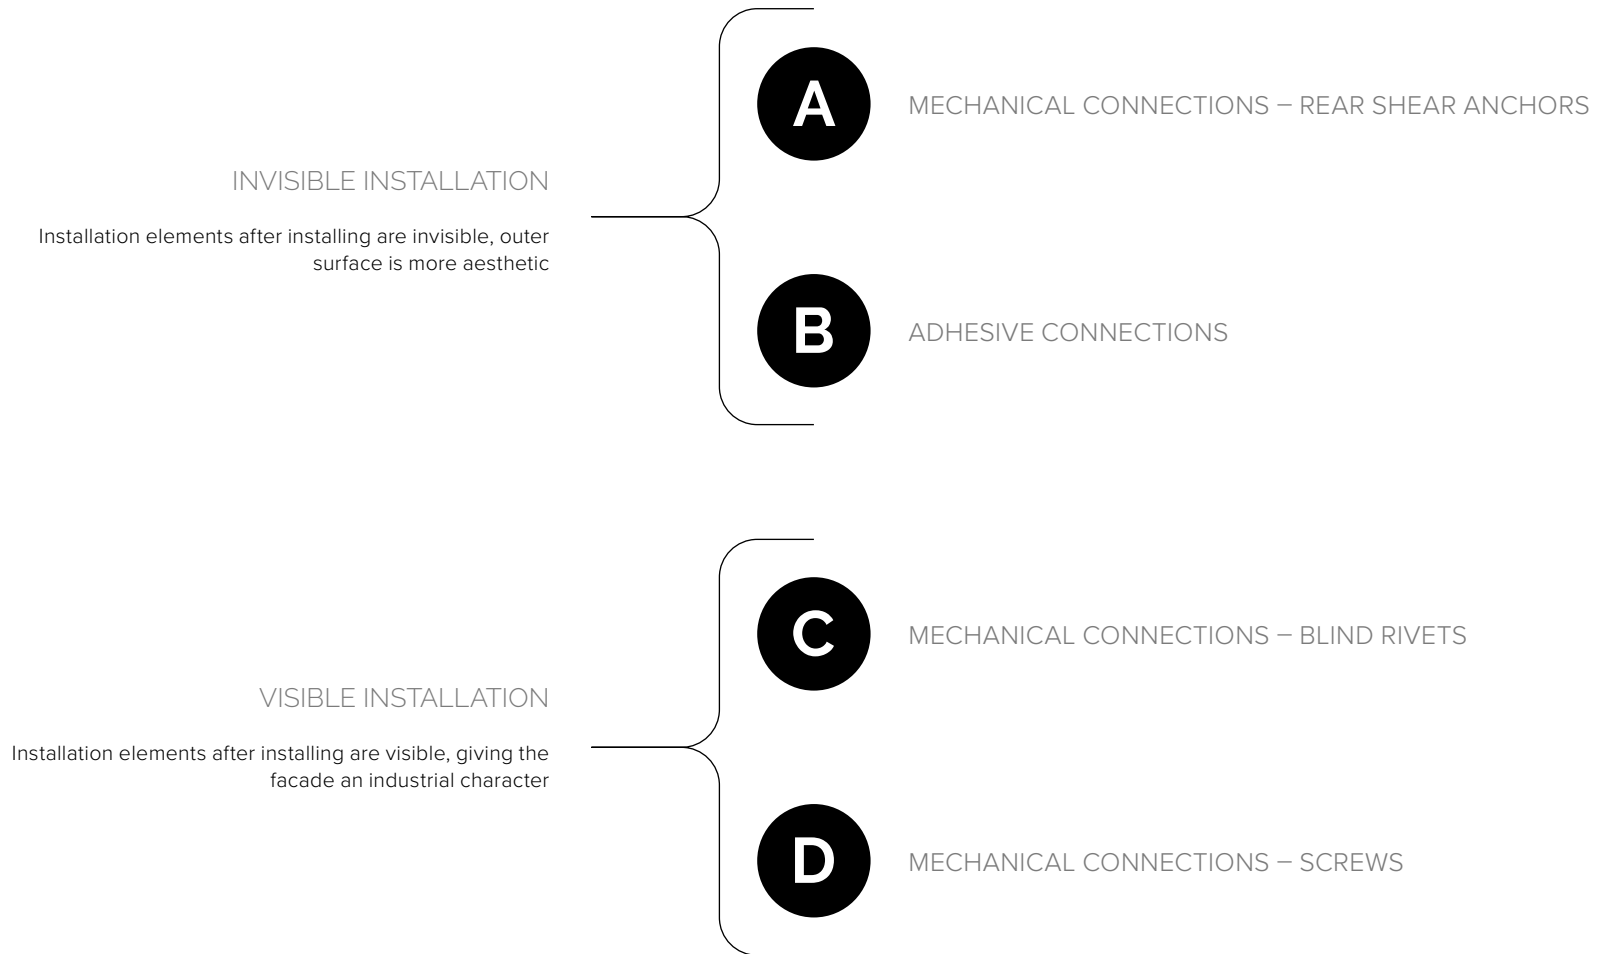 INVISIBLE INSTALLATION
Installation elements after installing are invisible, outer
surface is more aesthetic
A
MECHANICAL CONNECTIONS – REAR SHEAR ANCHORS
B
ADHESIVE CONNECTIONS
VISIBLE INSTALLATION
Installation elements after installing are visible, giving the
facade an industrial character
C
MECHANICAL CONNECTIONS – BLIND RIVETS
D
MECHANICAL CONNECTIONS – SCREWS